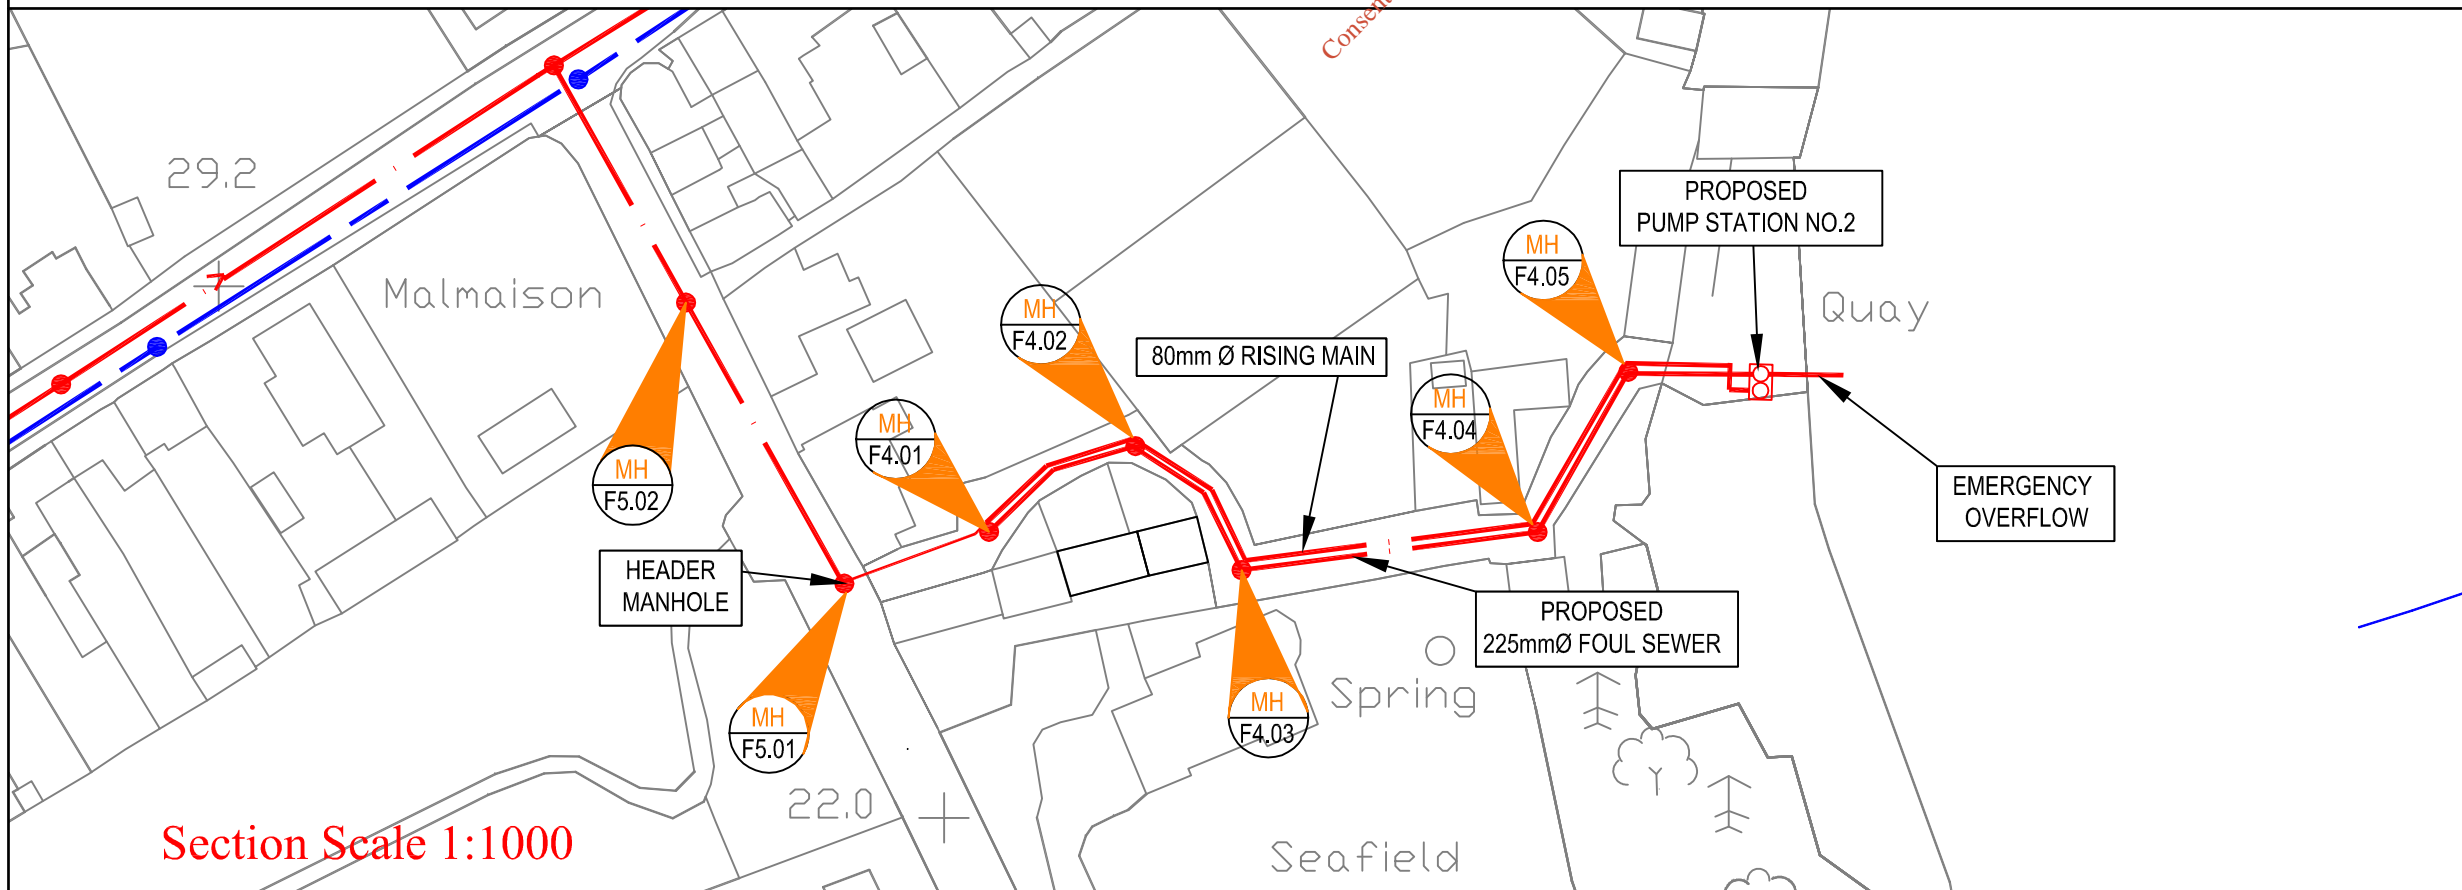 Consen
29.2
Malmaison
PROPOSED
PUMP STATION NO.2
MH
F4.05
Quay
MH
F4.02
80mm Ø RISING MAIN
MH
F4.04
MH
F4.01
MH
F5.02
EMERGENCY
OVERFLOW
HEADER
MANHOLE
PROPOSED
225mmØ FOUL SEWER
Spring
MH
F5.01
MH
F4.03
22.0
Section Scale 1:1000
Seafield